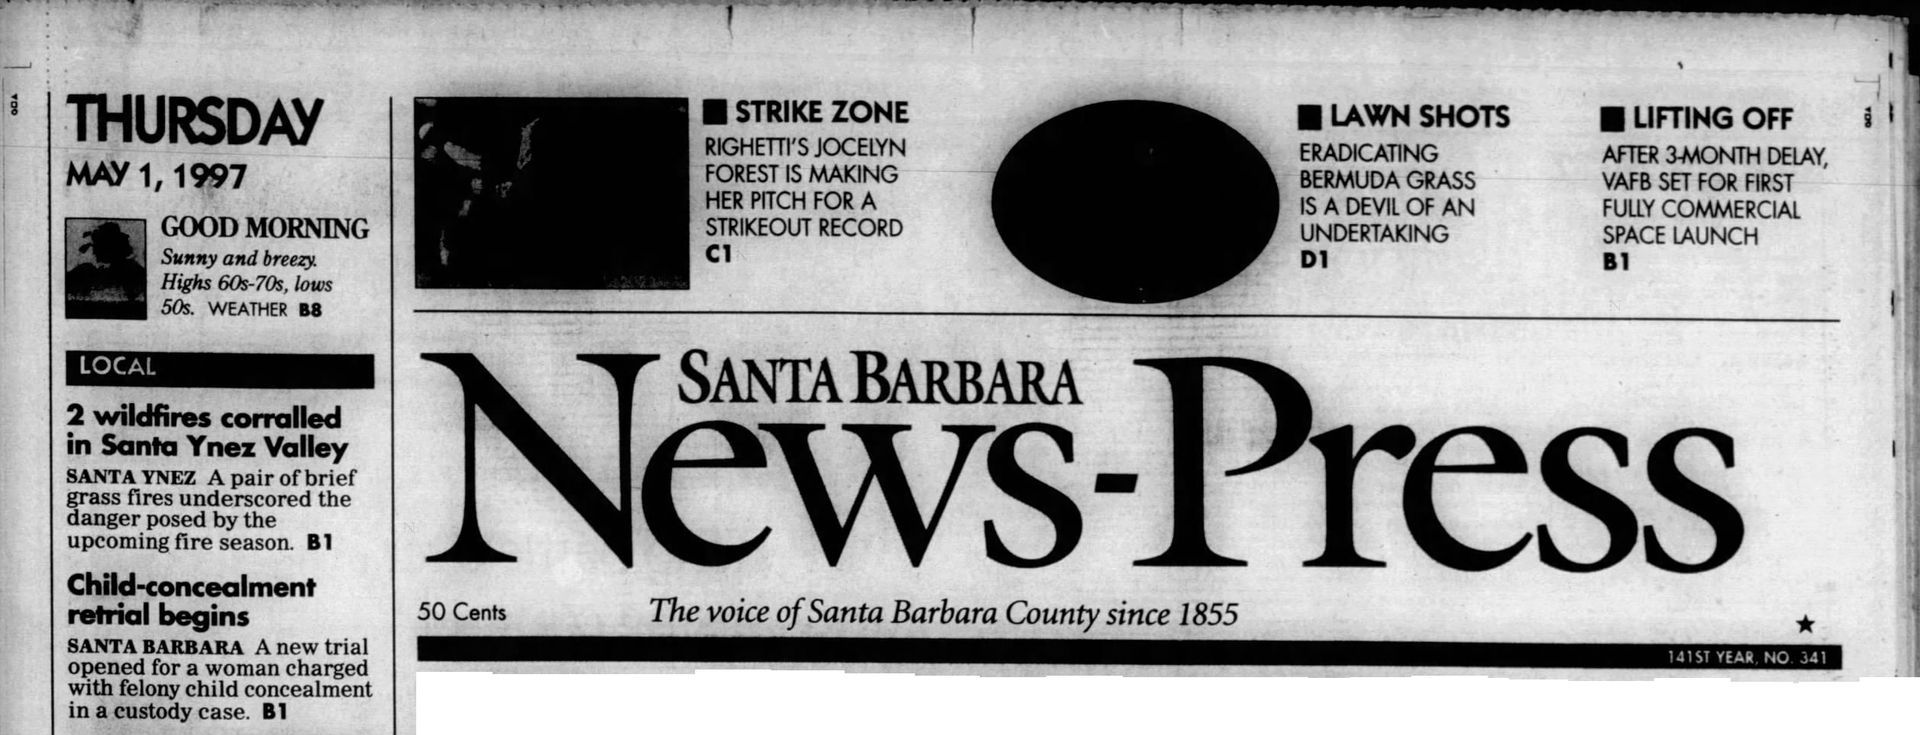 THURSDAY
MAY 1, 1997
GOOD MORNING
Sunny and breezy.
Highs 60s-70s, lows
50s. WEATHER B8
LOCAL
2 wildfires corralled
in Santa Ynez Valley
SANTA YNEZ A pair of brief
grass fires underscored the
danger posed by the
upcoming fire season. B1
Child-concealment
retrial begins
SANTA BARBARA A new trial
opened for a woman charged
with felony child concealment
in a custody case. B1
STRIKE ZONE
RIGHETTI'S JOCELYN
FOREST IS MAKING
HER PITCH FOR A
STRIKEOUT RECORD
C1
LAWN SHOTS
ERADICATING
BERMUDA GRASS
IS A DEVIL OF AN
UNDERTAKING
D1
LIFTING OFF
AFTER 3-MONTH DELAY,
VAFB SET FOR FIRST
FULLY COMMERCIAL
SPACE LAUNCH
B1
SANTA BARBARA
News-Press
50 Cents
The voice of Santa Barbara County since 1855
141ST YEAR, NO. 341